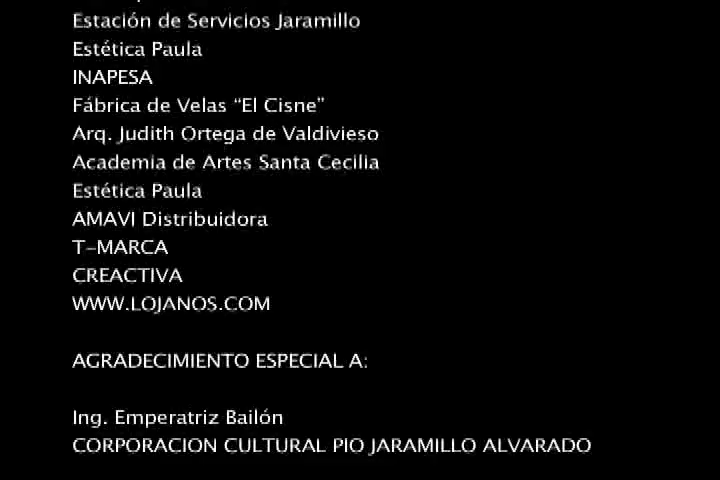 Estación de Servicios Jaramillo
Estética Paula
INAPESA
Fábrica de Velas “El Cisne”
Arq. Judith Ortega de Valdivieso
Academia de Artes Santa Cecilia
Estética Paula
AMAVI Distribuidora
T-MARCA
CREACTIVA
WWW.LOJANOS.COM
AGRADECIMIENTO ESPECIAL A:
Ing. Emperatriz Bailón
CORPORACION CULTURAL PIO JARAMILLO ALVARADO